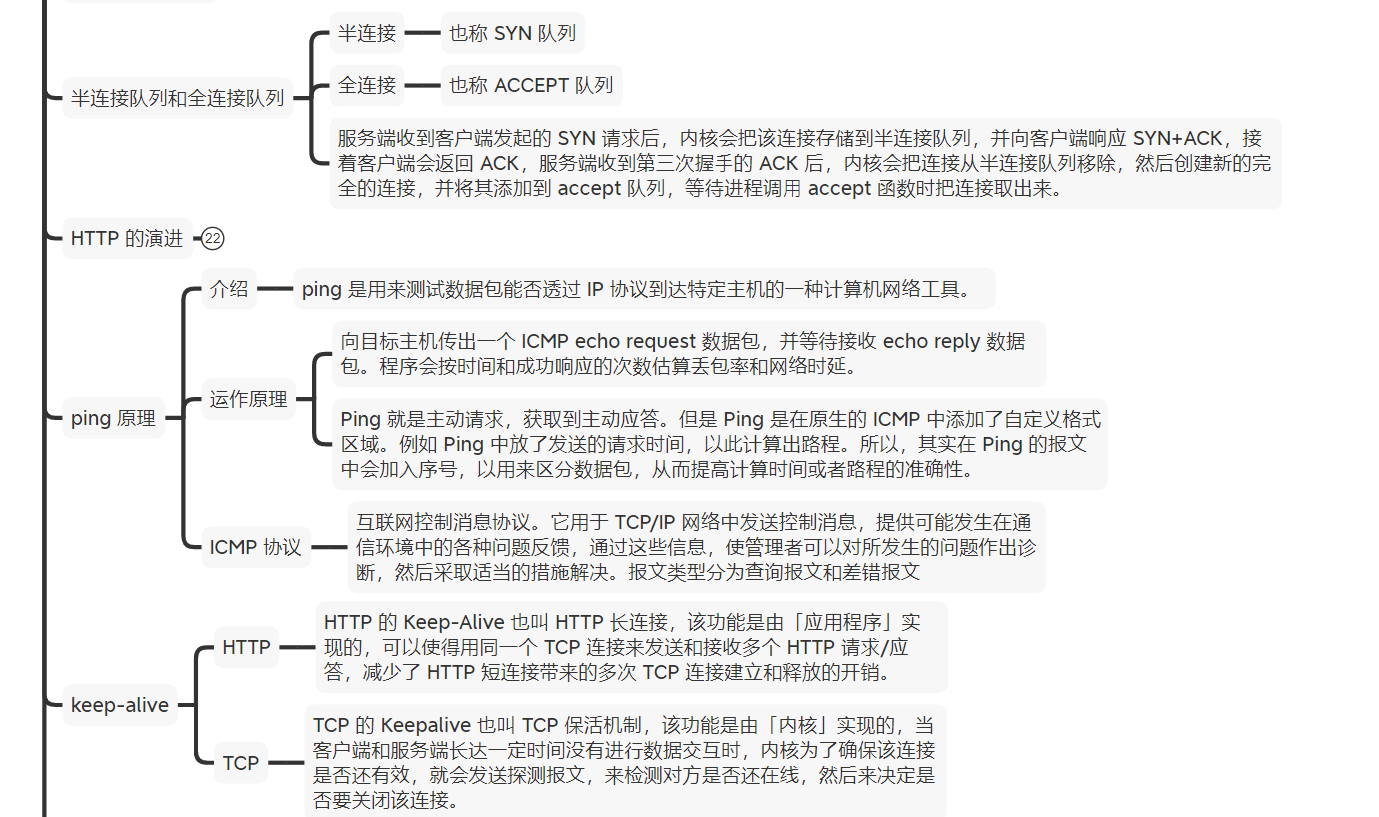 半连接
也称 SYN 队列
全连接
也称 ACCEPT 队列
半连接队列和全连接队列
服务端收到客户端发起的 SYN 请求后，内核会把该连接存储到半连接队列，并向客户端响应 SYN+ACK，接
着客户端会返回 ACK，服务端收到第三次握手的 ACK 后，内核会把连接从半连接队列移除，然后创建新的完
全的连接，并将其添加到 accept 队列，等待进程调用 accept 函数时把连接取出来。
HTTP 的演进
22
介绍
ping 是用来测试数据包能否透过 IP 协议到达特定主机的一种计算机网络工具。
向目标主机传出一个 ICMP echo request 数据包，并等待接收 echo reply 数据
包。程序会按时间和成功响应的次数估算丢包率和网络时延。
运作原理
ping 原理
Ping 就是主动请求，获取到主动应答。但是 Ping 是在原生的 ICMP 中添加了自定义格式
区域。例如 Ping 中放了发送的请求时间，以此计算出路程。所以，其实在 Ping 的报文
中会加入序号，以用来区分数据包，从而提高计算时间或者路程的准确性。
ICMP 协议
互联网控制消息协议。它用于 TCP/IP 网络中发送控制消息，提供可能发生在通
信环境中的各种问题反馈，通过这些信息，使管理者可以对所发生的问题作出诊
断，然后采取适当的措施解决。报文类型分为查询报文和差错报文
HTTP
HTTP 的 Keep-Alive 也叫 HTTP 长连接，该功能是由「应用程序」实
现的，可以使得用同一个 TCP 连接来发送和接收多个 HTTP 请求/应
答，减少了 HTTP 短连接带来的多次 TCP 连接建立和释放的开销。
keep-alive
TCP
TCP 的 Keepalive 也叫 TCP 保活机制，该功能是由「内核」实现的，当
客户端和服务端长达一定时间没有进行数据交互时，内核为了确保该连接
是否还有效，就会发送探测报文，来检测对方是否还在线，然后来决定是
否要关闭该连接。